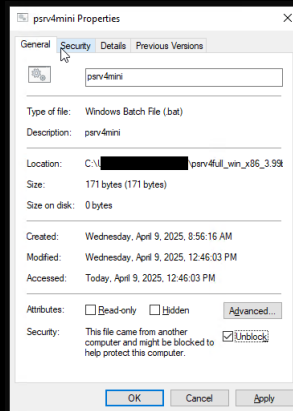 psrv4mini Properties
General Security Details Previous Versions
psrv4mini
Type of file: Windows Batch File (.bat)
Description: psrv4mini
Location: C:\ \psrv4full_win_x86_3.99
Size: 171 bytes (171 bytes)
Size on disk: 0 bytes
Created: Wednesday, April 9, 2025, 8:56:16 AM
Modified: Wednesday, April 9, 2025, 12:46:03 PM
Accessed: Today, April 9, 2025, 12:46:03 PM
Attributes: Read-only Hidden Advanced...
Security: This file came from another
computer and might be blocked to
help protect this computer.
Unblock
OK Cancel Apply